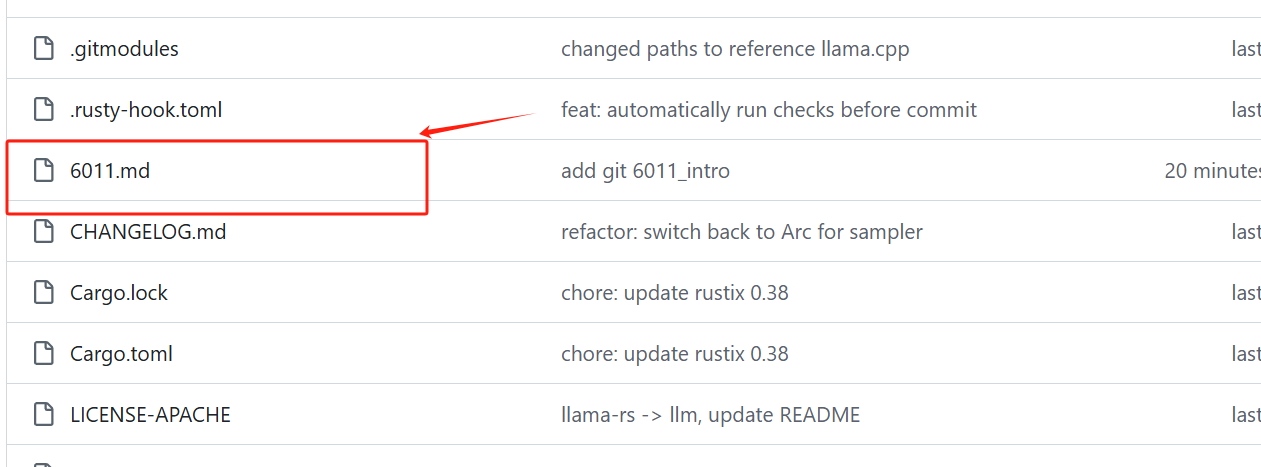 .gitmodules changed paths to reference llama.cpp last
.rusty-hook.toml feat: automatically run checks before commit last
6011.md add git 6011_intro 20 minutes
CHANGELOG.md refactor: switch back to Arc for sampler last
Cargo.lock chore: update rustix 0.38 last
Cargo.toml chore: update rustix 0.38 last
LICENSE-APACHE llama-rs -> llm, update README last